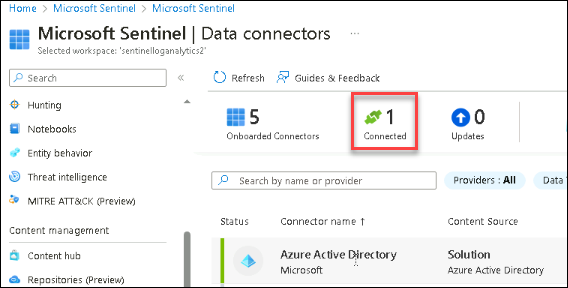 Home > Microsoft Sentinel > Microsoft Sentinel
Microsoft Sentinel | Data connectors ...
Selected workspace: 'sentinelloganalytics2'
Search
«
Hunting
Notebooks
Entity behavior
Threat intelligence
MITRE ATT&CK (Preview)
Content management
Content hub
Repositories (Preview)
Refresh Guides & Feedback
5
Onboarded Connectors
1
Connected
0
Updates
Search by name or provider
Providers : All
Data
Status Connector name ↑ Content Source
Azure Active Directory Solution
Microsoft Azure Active Directory